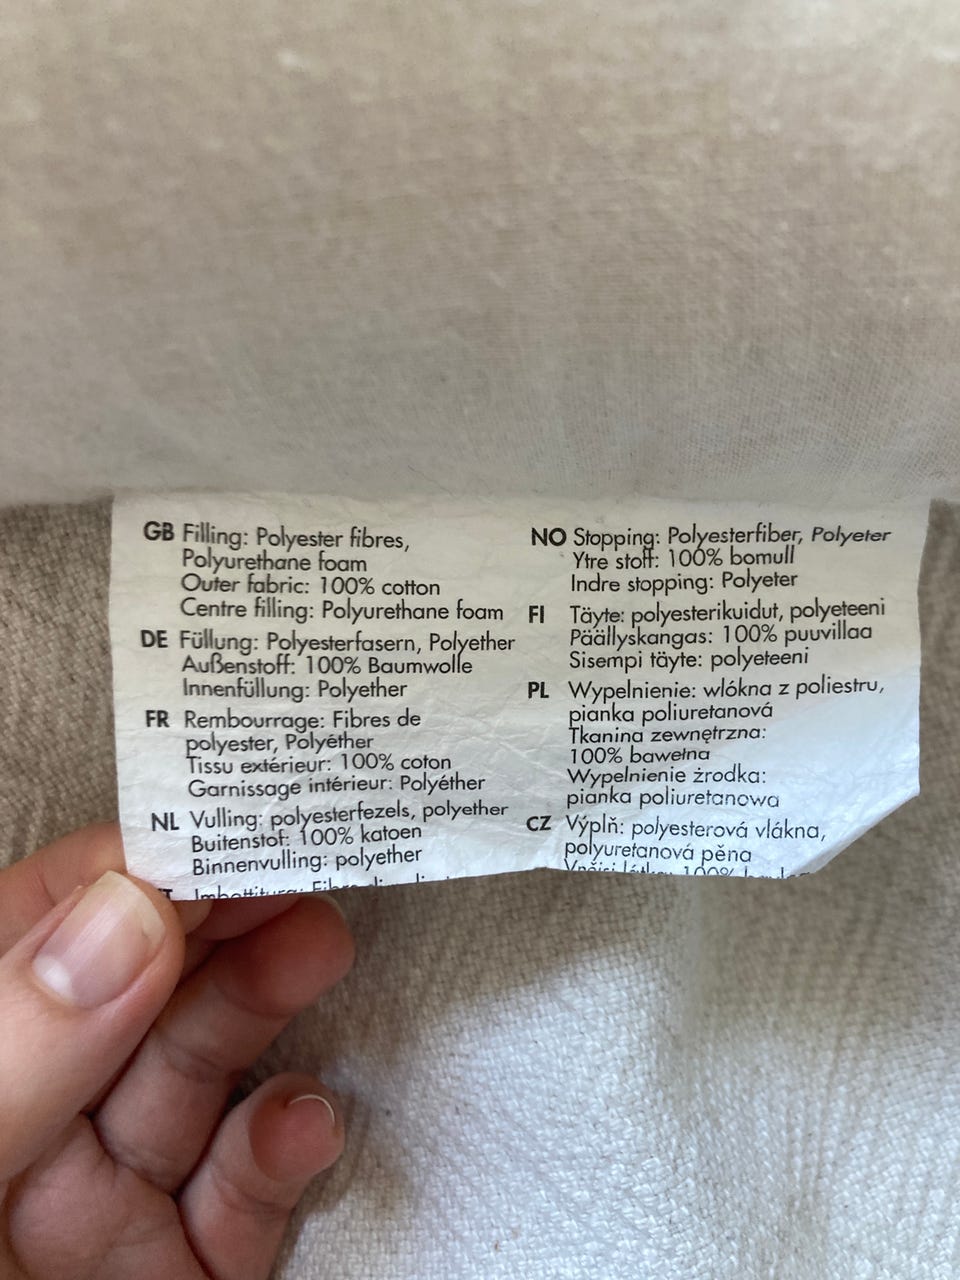 GB Filling: Polyester fibres,
Polyurethane foam
Outer fabric: 100% cotton
Centre filling: Polyurethane foam
DE Füllung: Polyesterfasern, Polyether
Außenstoff: 100% Baumwolle
Innenfüllung: Polyether
FR Rembourrage: Fibres de
polyester, Polyéther
Tissu extérieur: 100% coton
Garnissage intérieur: Polyéther
NL Vulling: polyesterfezels, polyether
Buitenstof: 100% katoen
Binnenvulling: polyether
Imbottitura:
NO Stopping: Polyesterfiber, Polyeter
Ytre stoff: 100% bomull
Indre stopping: Polyeter
FI Täyte: polyesterikuidut, polyeteeni
Päällyskangas: 100% puuvillaa
Sisempi täyte: polyeteeni
PL Wypelnienie: wlókna z poliestru,
pianka poliuretanová
Tkanina zewnętrzna:
100% bawełna
Wypelnienie żrodka:
pianka poliuretanowa
CZ Výplň: polyesterová vlákna,
polyuretanová pěna
100%